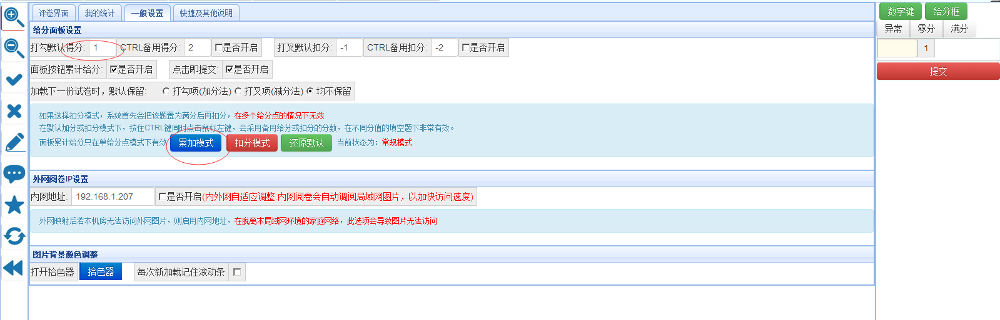 评卷界面 我的统计 一般设置 快捷及其他说明
给分面板设置
打勾默认得分: 1 CTRL备用得分: 2 是否开启 打叉默认扣分: -1 CTRL备用扣分: -2 是否开启
面板按钮累计给分: 是否开启 点击即提交: 是否开启
加载下一份试卷时，默认保留: 打勾项(加分法) 打叉项(减分法) 均不保留
如果选择扣分模式，系统首先会把该题置为满分后再扣分，在多个给分点的情况下无效
在默认加分或扣分模式下，按住CTRL键同时点击鼠标左键，会采用备用给分或扣分的分数，在不同分值的填空题下非常有效。
面板累计给分只在单给分点模式下有效 累加模式 扣分模式 还原默认 当前状态为：常规模式
外网阅卷IP设置
内网地址: 192.168.1.207 是否开启(内外网自适应调整:内网阅卷会自动调阅局域网图片，以加快访问速度)
外网映射后若本机房无法访问外网图片，则启用内网地址，在脱离本局域网环境的家庭网络，此选项会导致图片无法访问
图片背景颜色调整
打开拾色器 拾色器 每次新加载记住滚动条
数字键 给分框
异常 零分 满分
1
提交